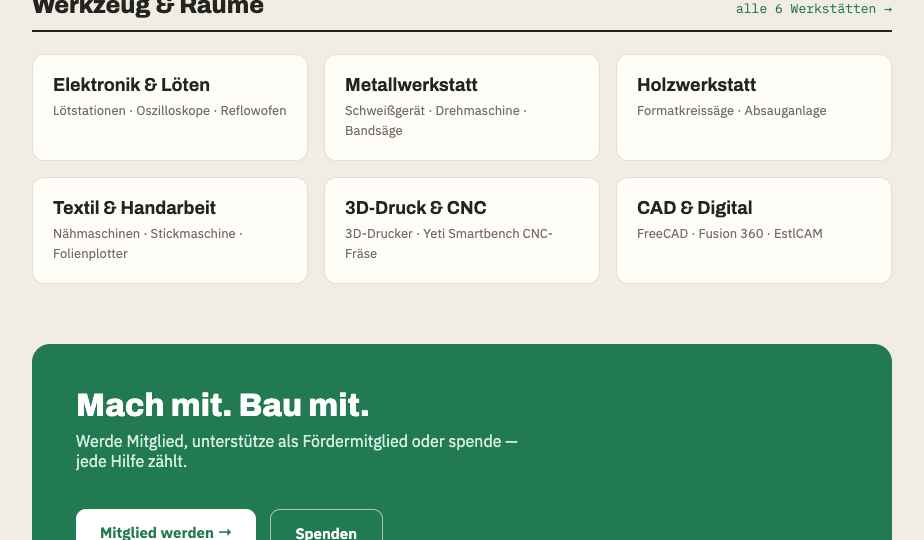 Werkzeug & Räume
alle 6 Werkstätten →
Elektronik & Löten
Lötstationen · Oszilloskope · Reflowofen
Metallwerkstatt
Schweißgerät · Drehmaschine ·
Bandsäge
Holzwerkstatt
Formatkreissäge · Absauganlage
Textil & Handarbeit
Nähmaschinen · Stickmaschine ·
Folienplotter
3D-Druck & CNC
3D-Drucker · Yeti Smartbench CNC-
Fräse
CAD & Digital
FreeCAD · Fusion 360 · EstlCAM
Mach mit. Bau mit.
Werde Mitglied, unterstütze als Fördermitglied oder spende —
jede Hilfe zählt.
Mitglied werden →
Spenden